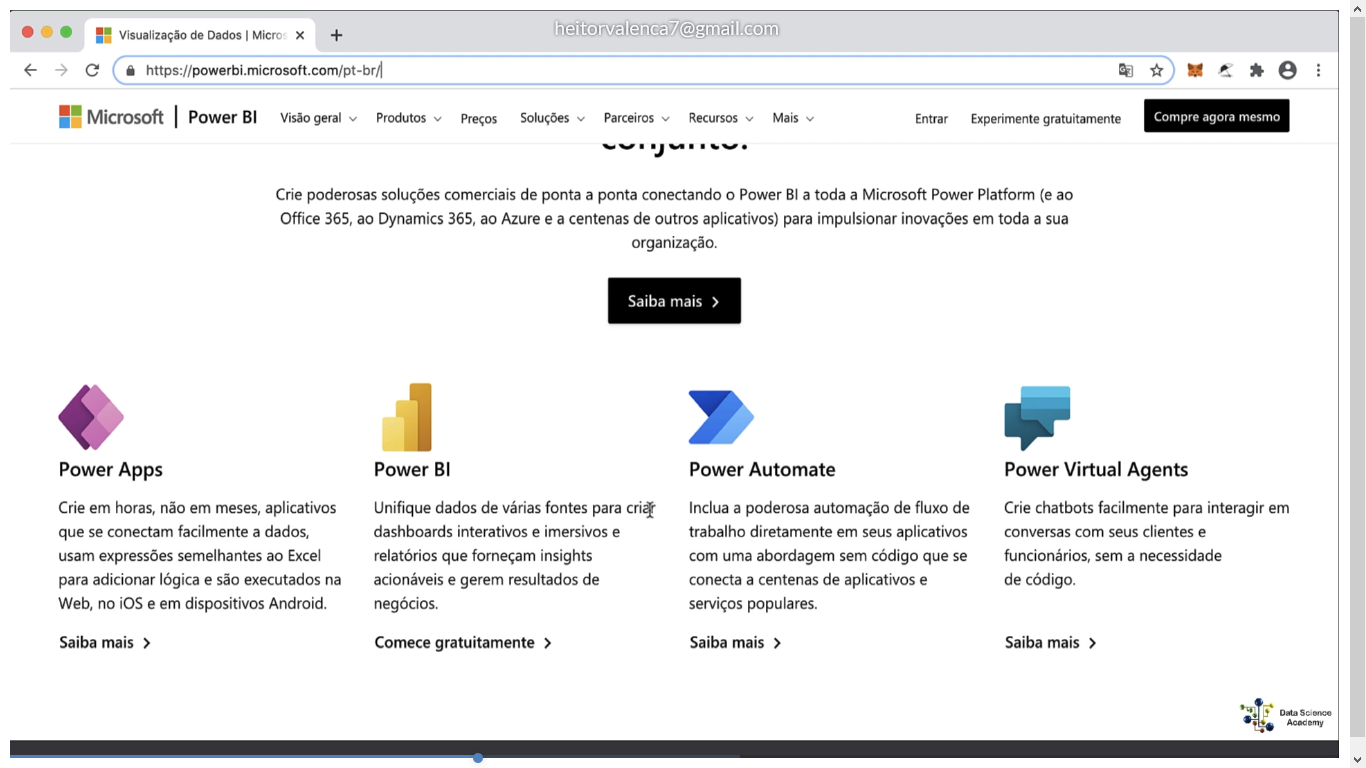 Visualização de Dados | Micros
heitorvalenca7@gmail.com
https://powerbi.microsoft.com/pt-br/
Microsoft | Power BI Visão geral Produtos Preços Soluções Parceiros Recursos Mais Entrar Experimente gratuitamente Compre agora mesmo
conjunto.
Crie poderosas soluções comerciais de ponta a ponta conectando o Power BI a toda a Microsoft Power Platform (e ao
Office 365, ao Dynamics 365, ao Azure e a centenas de outros aplicativos) para impulsionar inovações em toda a sua
organização.
Saiba mais
Power Apps
Crie em horas, não em meses, aplicativos
que se conectam facilmente a dados,
usam expressões semelhantes ao Excel
para adicionar lógica e são executados na
Web, no iOS e em dispositivos Android.
Saiba mais
Power BI
Unifique dados de várias fontes para criar
dashboards interativos e imersivos e
relatórios que forneçam insights
acionáveis e gerem resultados de
negócios.
Comece gratuitamente
Power Automate
Inclua a poderosa automação de fluxo de
trabalho diretamente em seus aplicativos
com uma abordagem sem código que se
conecta a centenas de aplicativos e
serviços populares.
Saiba mais
Power Virtual Agents
Crie chatbots facilmente para interagir em
conversas com seus clientes e
funcionários, sem a necessidade
de código.
Saiba mais
Data Science
Academy